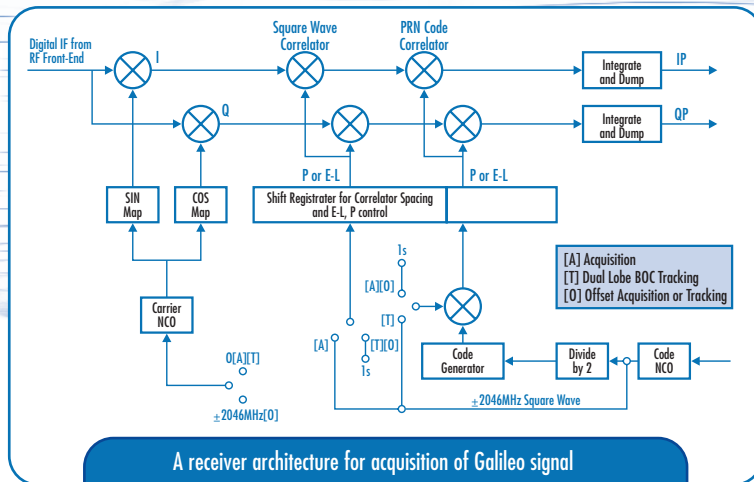 Digital IF from
RF Front-End
I
Square Wave
Correlator
PRN Code
Correlator
Integrate
and Dump
IP
Q
Integrate
and Dump
QP
P or E-L
P or E-L
SIN
Map
COS
Map
Shift Registrater for Correlator Spacing
and E-L, P control
1s
[A][O]
[T]
[A]
[T][O]
1s
[A] Acquisition
[T] Dual Lobe BOC Tracking
[O] Offset Acquisition or Tracking
Carrier
NCO
Code
Generator
Divide
by 2
Code
NCO
O[A][T]
±2046MHz[O]
±2046MHz Square Wave
A receiver architecture for acquisition of Galileo signal